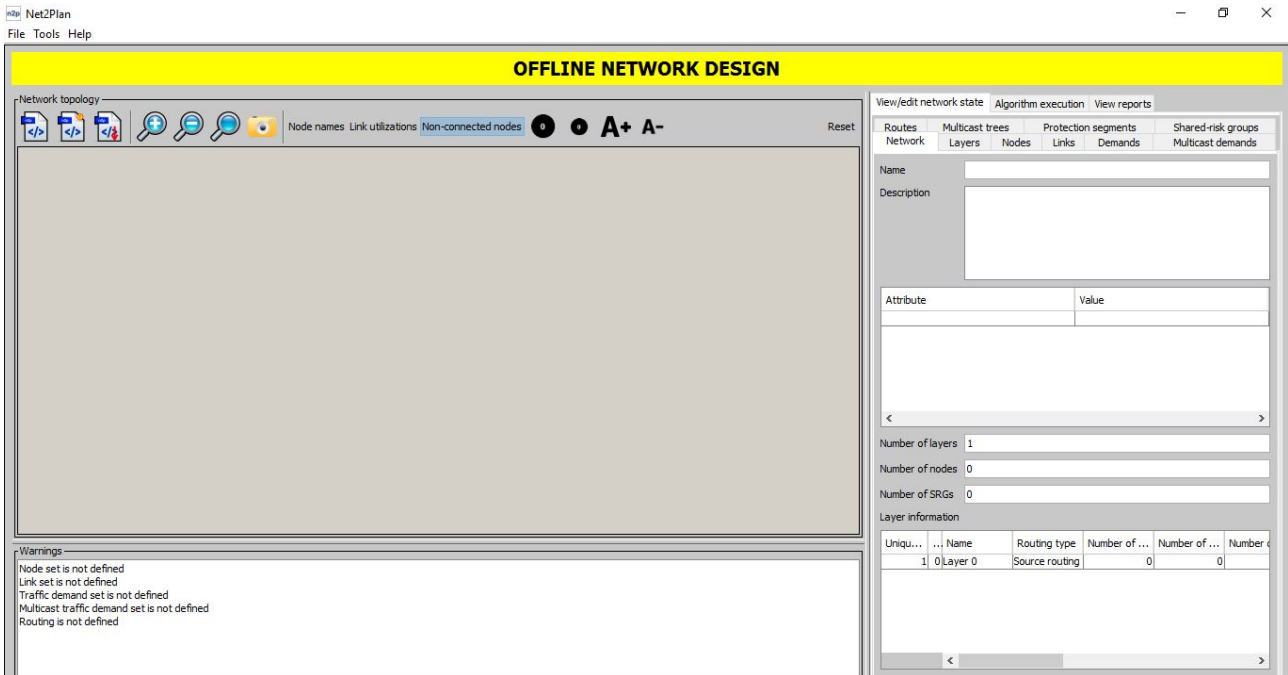 n2p Net2Plan
File Tools Help
OFFLINE NETWORK DESIGN
Network topology
Node names Link utilizations Non-connected nodes A+ A- Reset
View/edit network state Algorithm execution View reports
Routes Multicast trees Protection segments Shared-risk groups
Network Layers Nodes Links Demands Multicast demands
Name
Description
Attribute Value
Number of layers 1
Number of nodes 0
Number of SRGs 0
Layer information
Uniqu... ... Name Routing type Number of ... Number of ... Number
1 0 Layer 0 Source routing 0 0
Warnings
Node set is not defined
Link set is not defined
Traffic demand set is not defined
Multicast traffic demand set is not defined
Routing is not defined